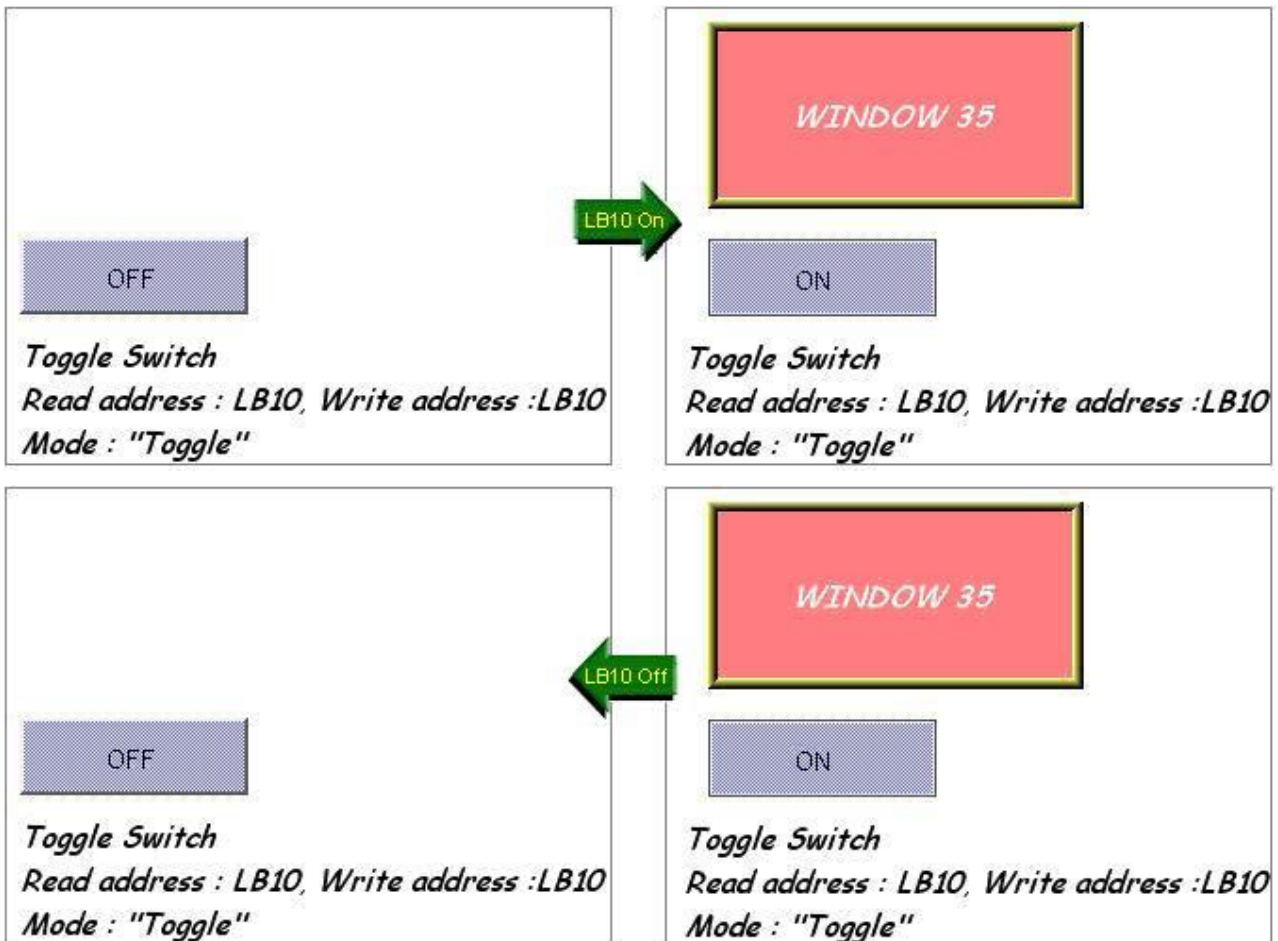 WINDOW 35
LB10 On
OFF
ON
Toggle Switch
Read address : LB10, Write address :LB10
Mode : "Toggle"
Toggle Switch
Read address : LB10, Write address :LB10
Mode : "Toggle"
WINDOW 35
LB10 Off
OFF
ON
Toggle Switch
Read address : LB10, Write address :LB10
Mode : "Toggle"
Toggle Switch
Read address : LB10, Write address :LB10
Mode : "Toggle"